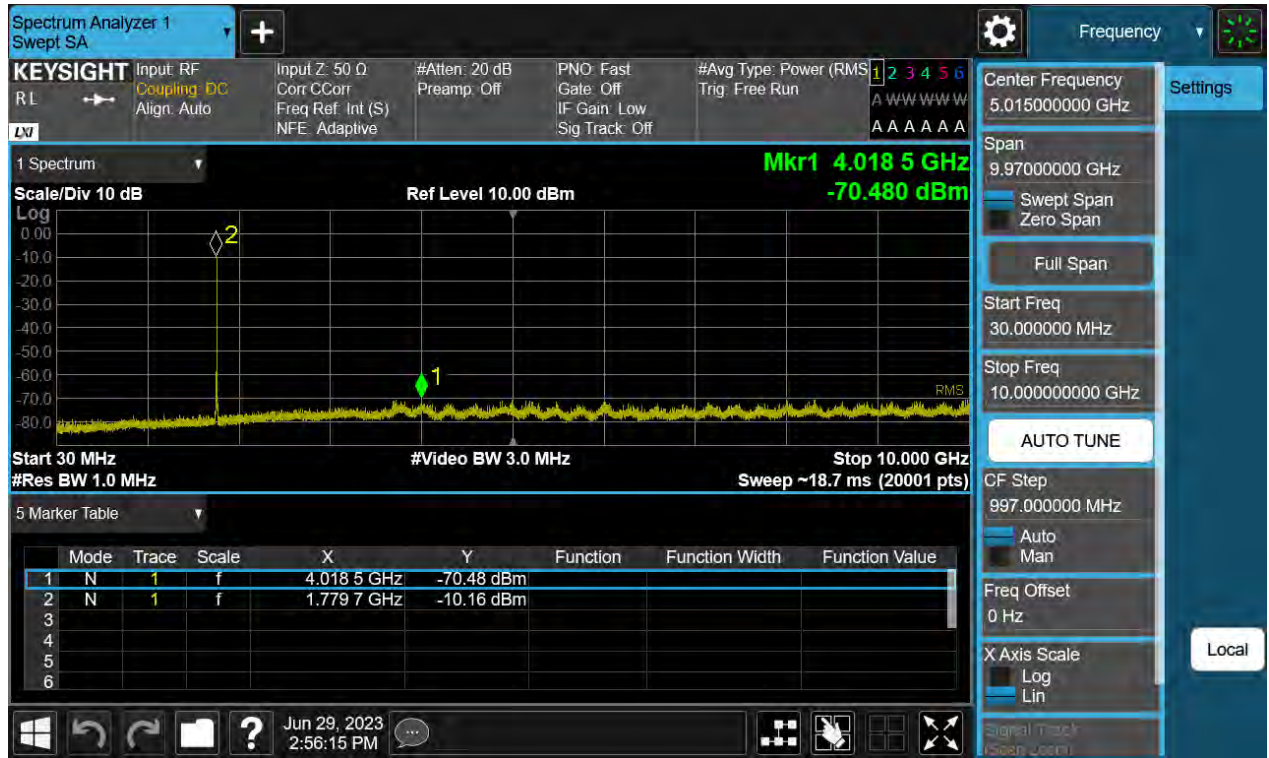 Spectrum Analyzer 1
Swept SA
Frequency
KEYSIGHT
RL
LXI
Input: RF
Coupling: DC
Align: Auto
Input Z: 50 Ω
Corr CCorr
Freq Ref: Int (S)
NFE: Adaptive
#Atten: 20 dB
Preamp: Off
PNO: Fast
Gate: Off
IF Gain: Low
Sig Track: Off
#Avg Type: Power (RMS
Trig: Free Run
1 2 3 4 5 6
A W W W W W
A A A A A A
1 Spectrum
Mkr1 4.018 5 GHz
-70.480 dBm
Scale/Div 10 dB
Ref Level 10.00 dBm
Log
0.00
-10.0
-20.0
-30.0
-40.0
-50.0
-60.0
-70.0
-80.0
2
1
RMS
Start 30 MHz
#Video BW 3.0 MHz
Stop 10.000 GHz
#Res BW 1.0 MHz
Sweep ~18.7 ms (20001 pts)
5 Marker Table
Mode Trace Scale X Y Function Function Width Function Value
1 N 1 f 4.018 5 GHz -70.48 dBm
2 N 1 f 1.779 7 GHz -10.16 dBm
3
4
5
6
Jun 29, 2023
2:56:15 PM
Center Frequency
5.015000000 GHz
Span
9.97000000 GHz
Swept Span
Zero Span
Full Span
Start Freq
30.000000 MHz
Stop Freq
10.000000000 GHz
AUTO TUNE
CF Step
997.000000 MHz
Auto
Man
Freq Offset
0 Hz
X Axis Scale
Log
Lin
Signal Track
(Span Zoom)
Settings
Local